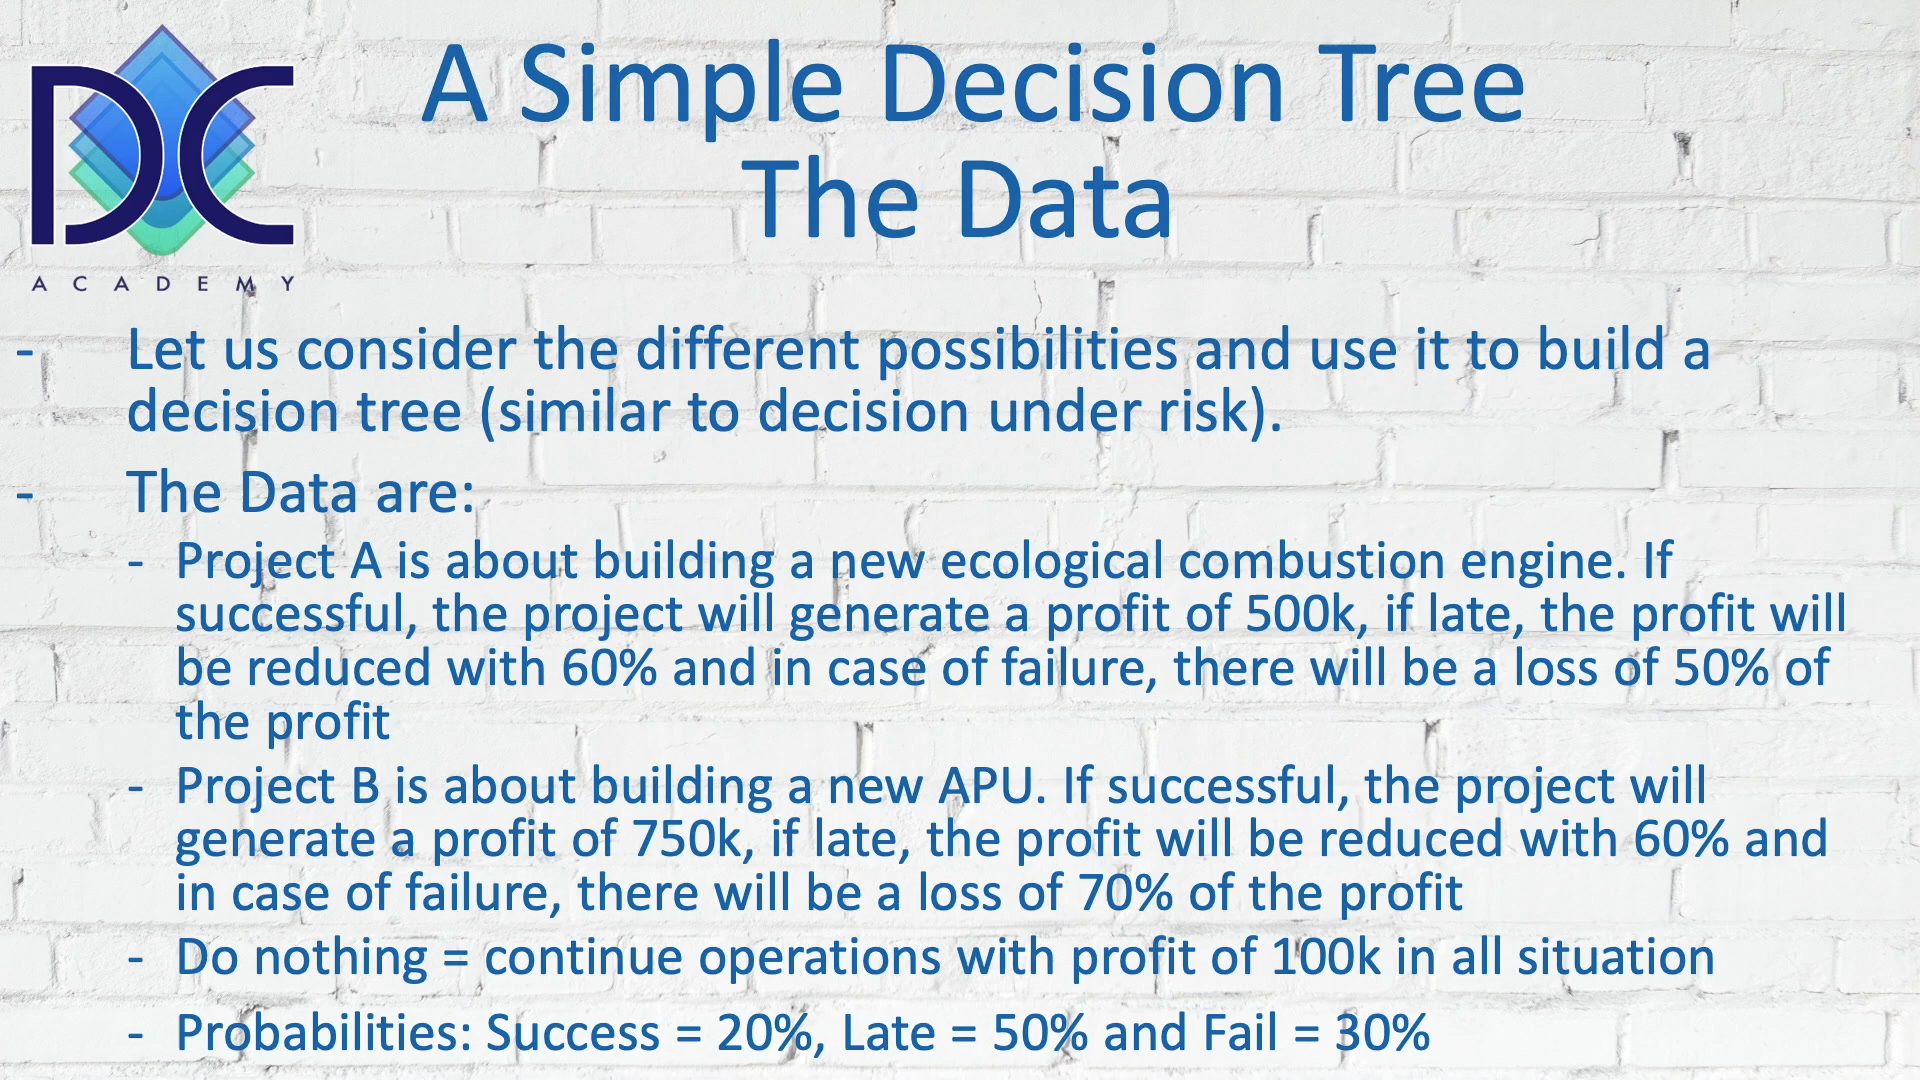 DC
ACADEMY
A Simple Decision Tree
The Data
- Let us consider the different possibilities and use it to build a
decision tree (similar to decision under risk).
- The Data are:
- Project A is about building a new ecological combustion engine. If
successful, the project will generate a profit of 500k, if late, the profit will
be reduced with 60% and in case of failure, there will be a loss of 50% of
the profit
- Project B is about building a new APU. If successful, the project will
generate a profit of 750k, if late, the profit will be reduced with 60% and
in case of failure, there will be a loss of 70% of the profit
- Do nothing = continue operations with profit of 100k in all situation
- Probabilities: Success = 20%, Late = 50% and Fail = 30%